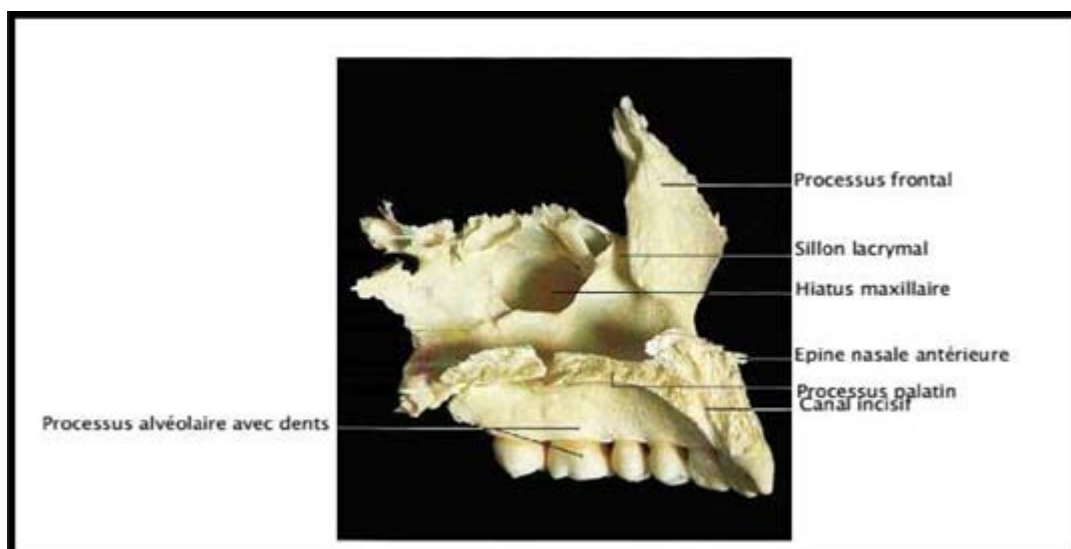 Processus frontal
Sillon lacrymal
Hiatus maxillaire
Epine nasale antérieure
Processus palatin
Canal incisif
Processus alvéolaire avec dents